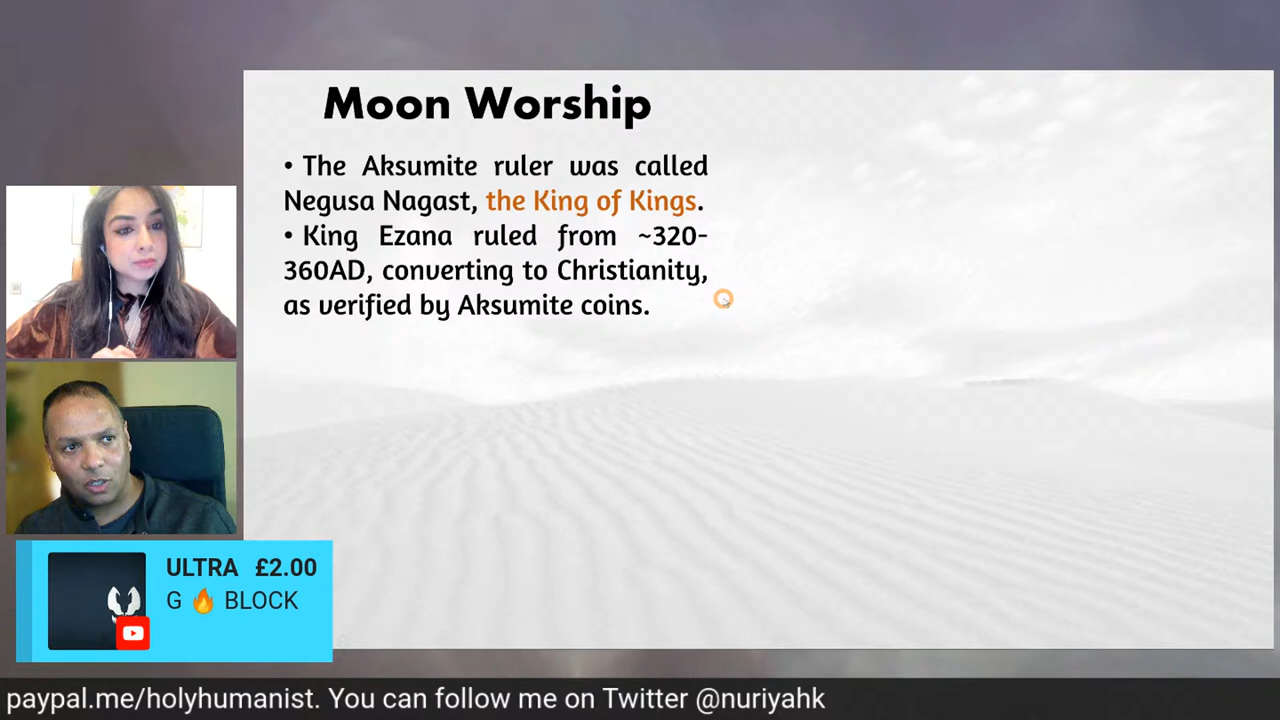 Moon Worship
• The Aksumite ruler was called
Negusa Nagast, the King of Kings.
• King Ezana ruled from ~320-
360AD, converting to Christianity,
as verified by Aksumite coins.
ULTRA £2.00
G 🔥 BLOCK
paypal.me/holyhumanist. You can follow me on Twitter @nuriyahk